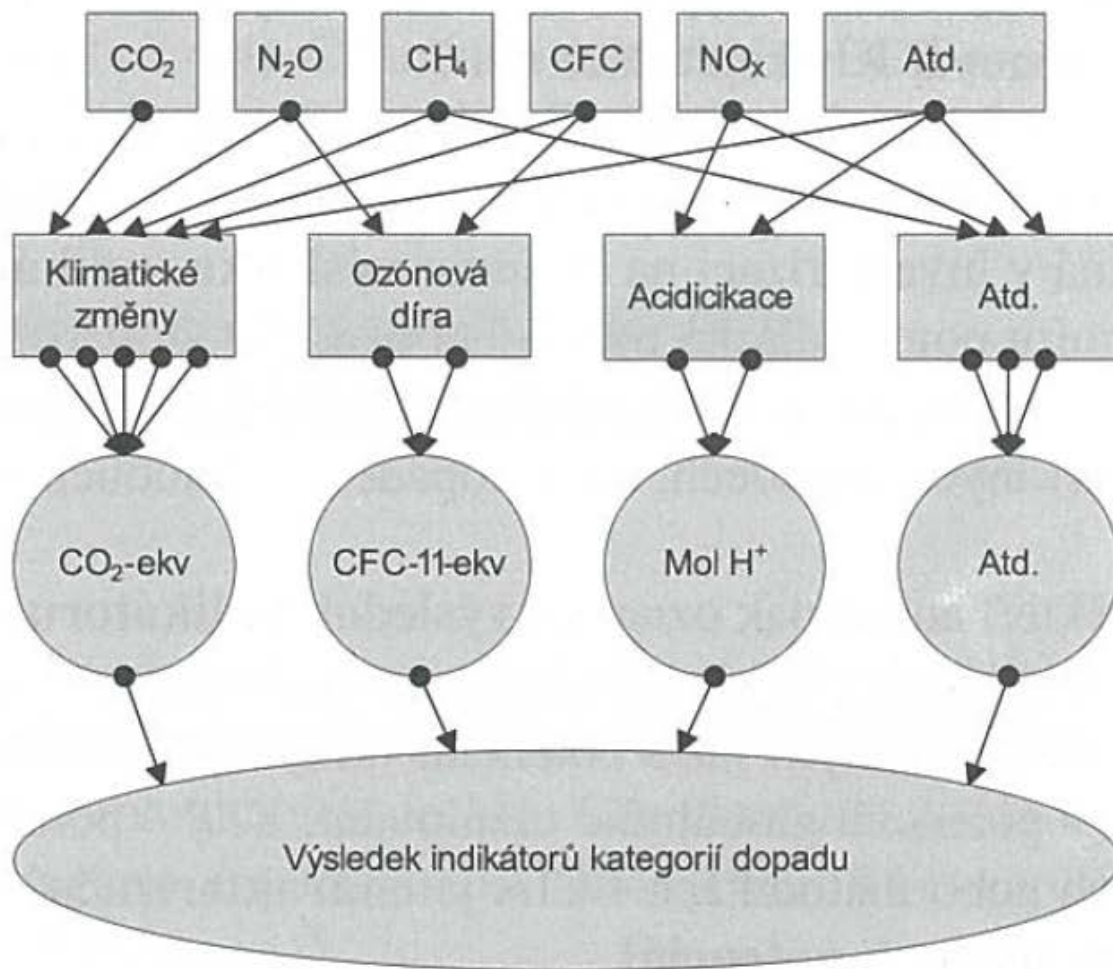 CO₂
N₂O
CH₄
CFC
NOₓ
Atd.
Klimatické
změny
Ozónová
díra
Acidicikace
Atd.
CO₂-ekv
CFC-11-ekv
Mol H⁺
Atd.
Výsledek indikátorů kategorií dopadu